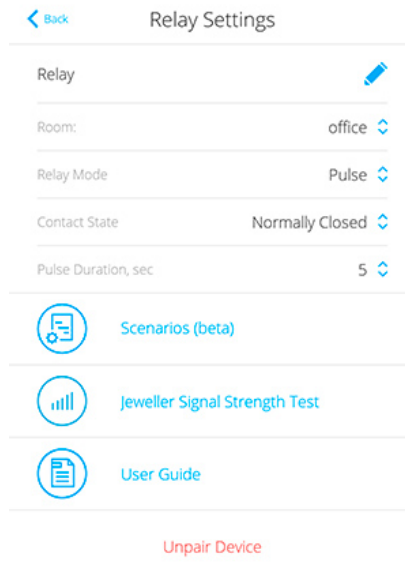 Back Relay Settings
Relay
Room: office
Relay Mode Pulse
Contact State Normally Closed
Pulse Duration, sec 5
Scenarios (beta)
Jeweller Signal Strength Test
User Guide
Unpair Device